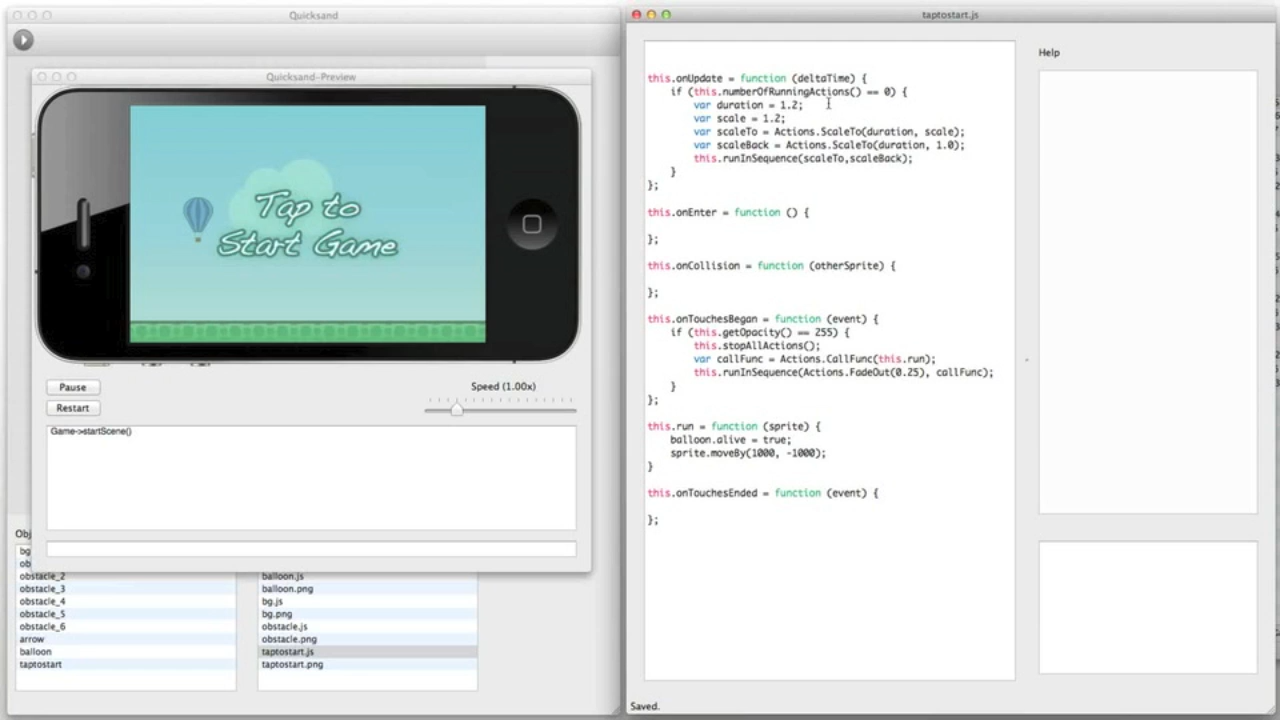 Quicksand
Quicksand-Preview
Tap to
Start Game
Pause
Restart
Speed (1.00x)
Game->startScene()
bg
obstacle_2
obstacle_3
obstacle_4
obstacle_5
obstacle_6
arrow
balloon
taptostart
balloon.js
balloon.png
bg.js
bg.png
obstacle.js
obstacle.png
taptostart.js
taptostart.png
taptostart.js
this.onUpdate = function (deltaTime) {
if (this.numberOfRunningActions() == 0) {
var duration = 1.2;
var scale = 1.2;
var scaleTo = Actions.ScaleTo(duration, scale);
var scaleBack = Actions.ScaleTo(duration, 1.0);
this.runInSequence(scaleTo,scaleBack);
}
};
this.onEnter = function () {
};
this.onCollision = function (otherSprite) {
};
this.onTouchesBegan = function (event) {
if (this.getOpacity() == 255) {
this.stopAllActions();
var callFunc = Actions.CallFunc(this.run);
this.runInSequence(Actions.FadeOut(0.25), callFunc);
}
};
this.run = function (sprite) {
balloon.alive = true;
sprite.moveBy(1000, -1000);
}
this.onTouchesEnded = function (event) {
};
Help
Saved.